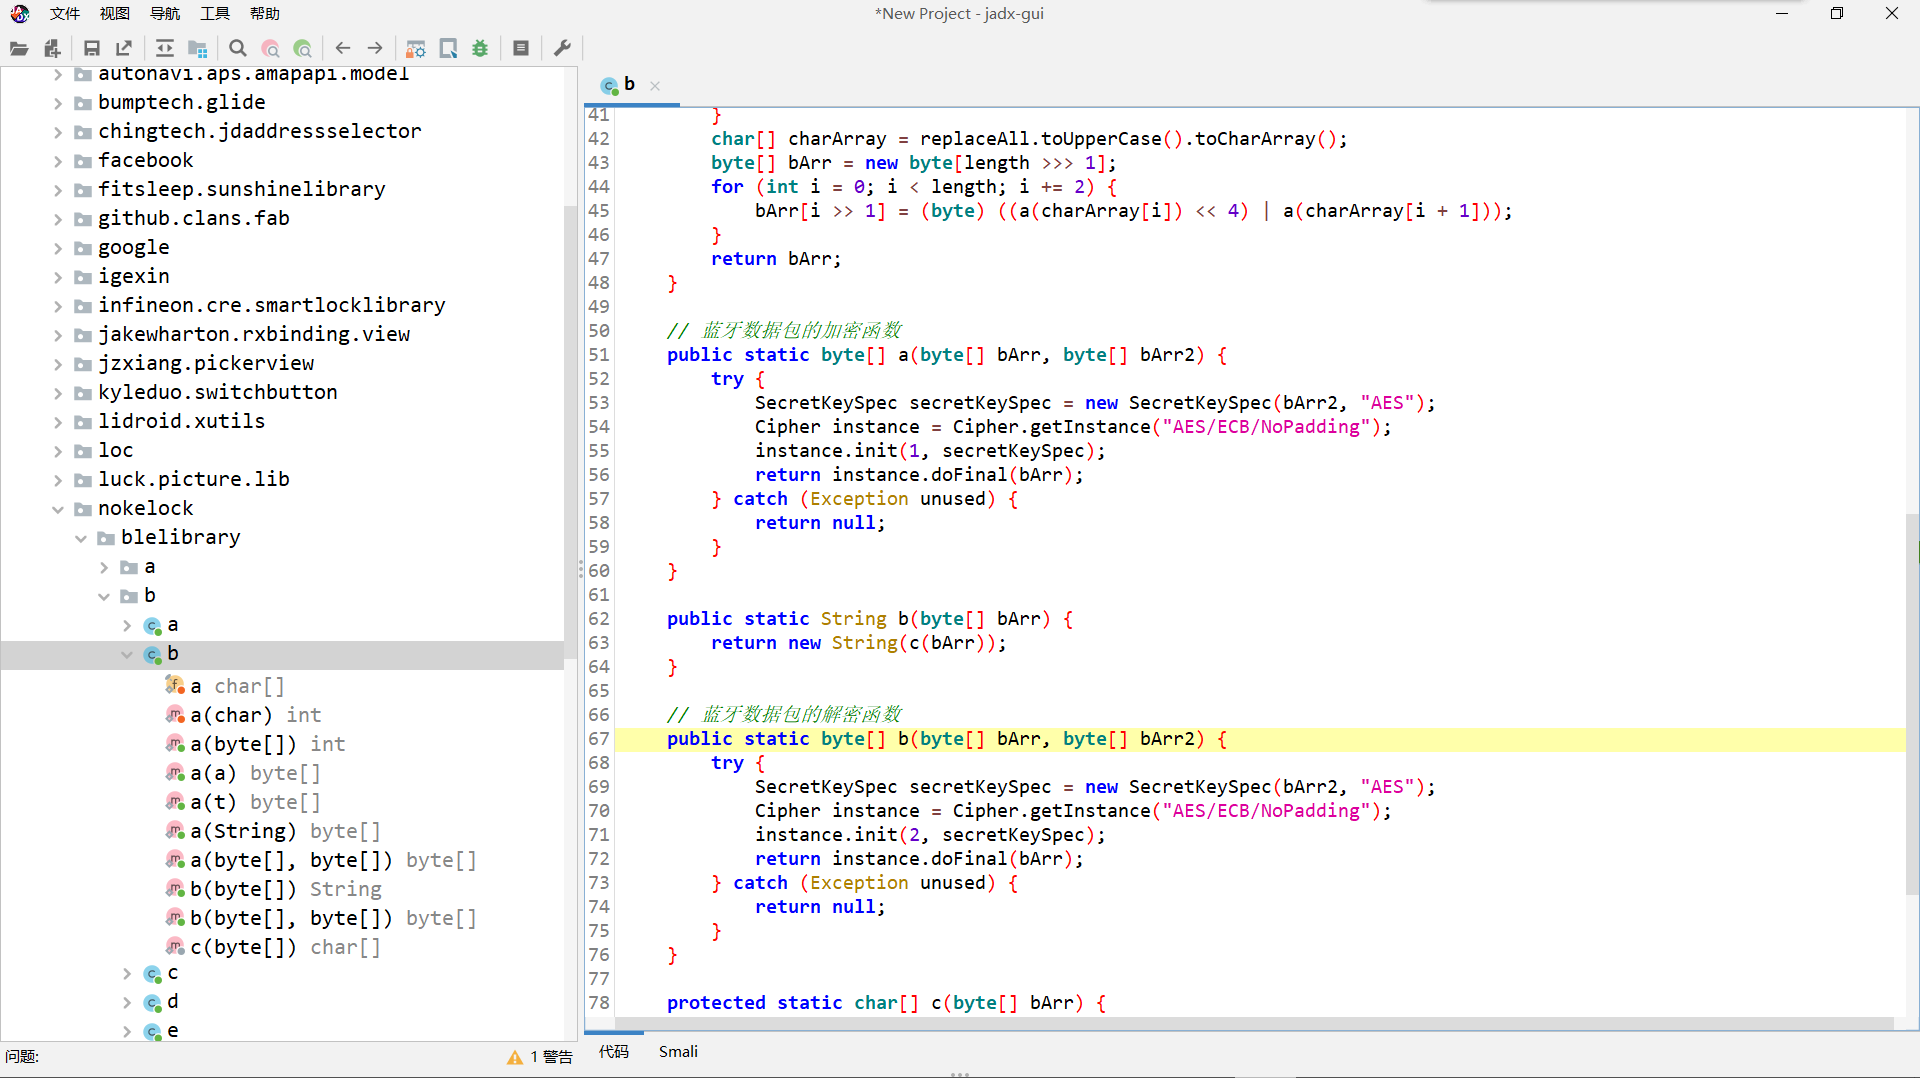 文件 视图 导航 工具 帮助
*New Project - jadx-gui
autonavi.aps.amapapi.model
bumptech.glide
chingtech.jdaddressselector
facebook
fitsleep.sunshinelibrary
github.clans.fab
google
igexin
infineon.cre.smartlocklibrary
jakewharton.rxbinding.view
jzxiang.pickerview
kyleduo.switchbutton
lidroid.xutils
loc
luck.picture.lib
nokelock
blelibrary
a
b
a
b
a char[]
a(char) int
a(byte[]) int
a(a) byte[]
a(t) byte[]
a(String) byte[]
a(byte[], byte[]) byte[]
b(byte[]) String
b(byte[], byte[]) byte[]
c(byte[]) char[]
c
d
e
问题:
1 警告
b
41 }
42 char[] charArray = replaceAll.toUpperCase().toCharArray();
43 byte[] bArr = new byte[length >>> 1];
44 for (int i = 0; i < length; i += 2) {
45 bArr[i >> 1] = (byte) ((a(charArray[i]) << 4) | a(charArray[i + 1]));
46 }
47 return bArr;
48 }
49
50 // 蓝牙数据包的加密函数
51 public static byte[] a(byte[] bArr, byte[] bArr2) {
52 try {
53 SecretKeySpec secretKeySpec = new SecretKeySpec(bArr2, "AES");
54 Cipher instance = Cipher.getInstance("AES/ECB/NoPadding");
55 instance.init(1, secretKeySpec);
56 return instance.doFinal(bArr);
57 } catch (Exception unused) {
58 return null;
59 }
60 }
61
62 public static String b(byte[] bArr) {
63 return new String(c(bArr));
64 }
65
66 // 蓝牙数据包的解密函数
67 public static byte[] b(byte[] bArr, byte[] bArr2) {
68 try {
69 SecretKeySpec secretKeySpec = new SecretKeySpec(bArr2, "AES");
70 Cipher instance = Cipher.getInstance("AES/ECB/NoPadding");
71 instance.init(2, secretKeySpec);
72 return instance.doFinal(bArr);
73 } catch (Exception unused) {
74 return null;
75 }
76 }
77
78 protected static char[] c(byte[] bArr) {
代码 Smali